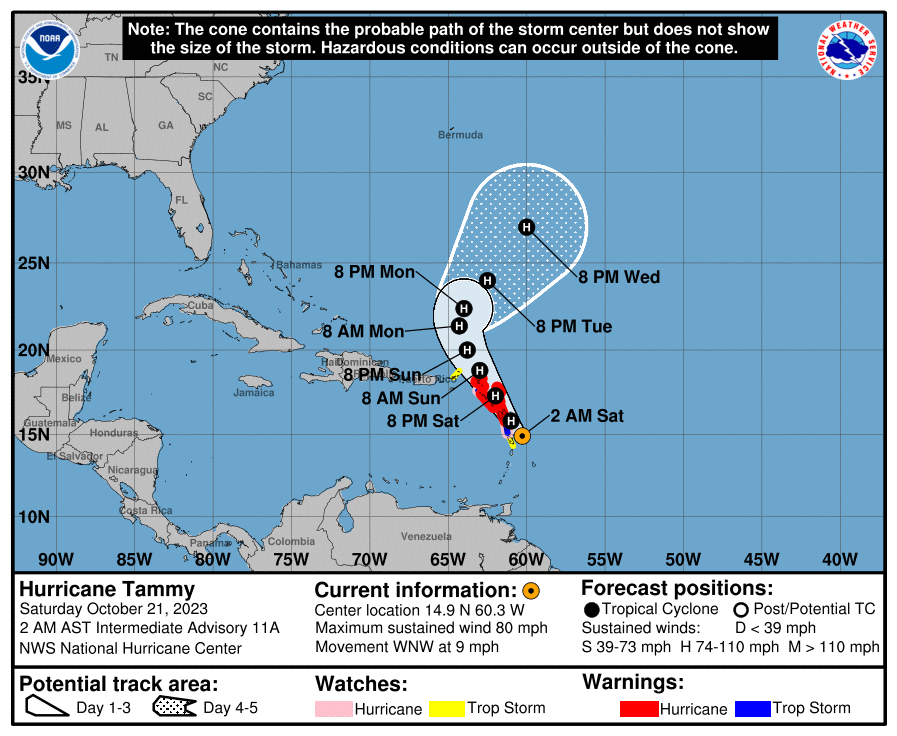 Note: The cone contains the probable path of the storm center but does not show
the size of the storm. Hazardous conditions can occur outside of the cone.
NOAA
NATIONAL WEATHER SERVICE
TN
NC
35N
SC
MS
AL
GA
Bermuda
30N
FL
25N
Bahamas
8 PM Mon
8 PM Wed
Cuba
8 AM Mon
8 PM Tue
20N
Mexico
Dominican
8 PM Sun
Puerto Rico
Jamaica
Belize
8 AM Sun
Guatemala
8 PM Sat
2 AM Sat
15N
Honduras
El Salvador
Nicaragua
10N
Costa Rica
Panama
Colombia
Venezuela
H
H
H
H
H
H
H
H
90W
85W
80W
75W
70W
65W
60W
55W
50W
45W
40W
Hurricane Tammy
Saturday October 21, 2023
2 AM AST Intermediate Advisory 11A
NWS National Hurricane Center
Current information:
Center location 14.9 N 60.3 W
Maximum sustained wind 80 mph
Movement WNW at 9 mph
Forecast positions:
Tropical Cyclone Post/Potential TC
Sustained winds: D < 39 mph
S 39-73 mph H 74-110 mph M > 110 mph
Potential track area:
Day 1-3 Day 4-5
Watches:
Hurricane Trop Storm
Warnings:
Hurricane Trop Storm